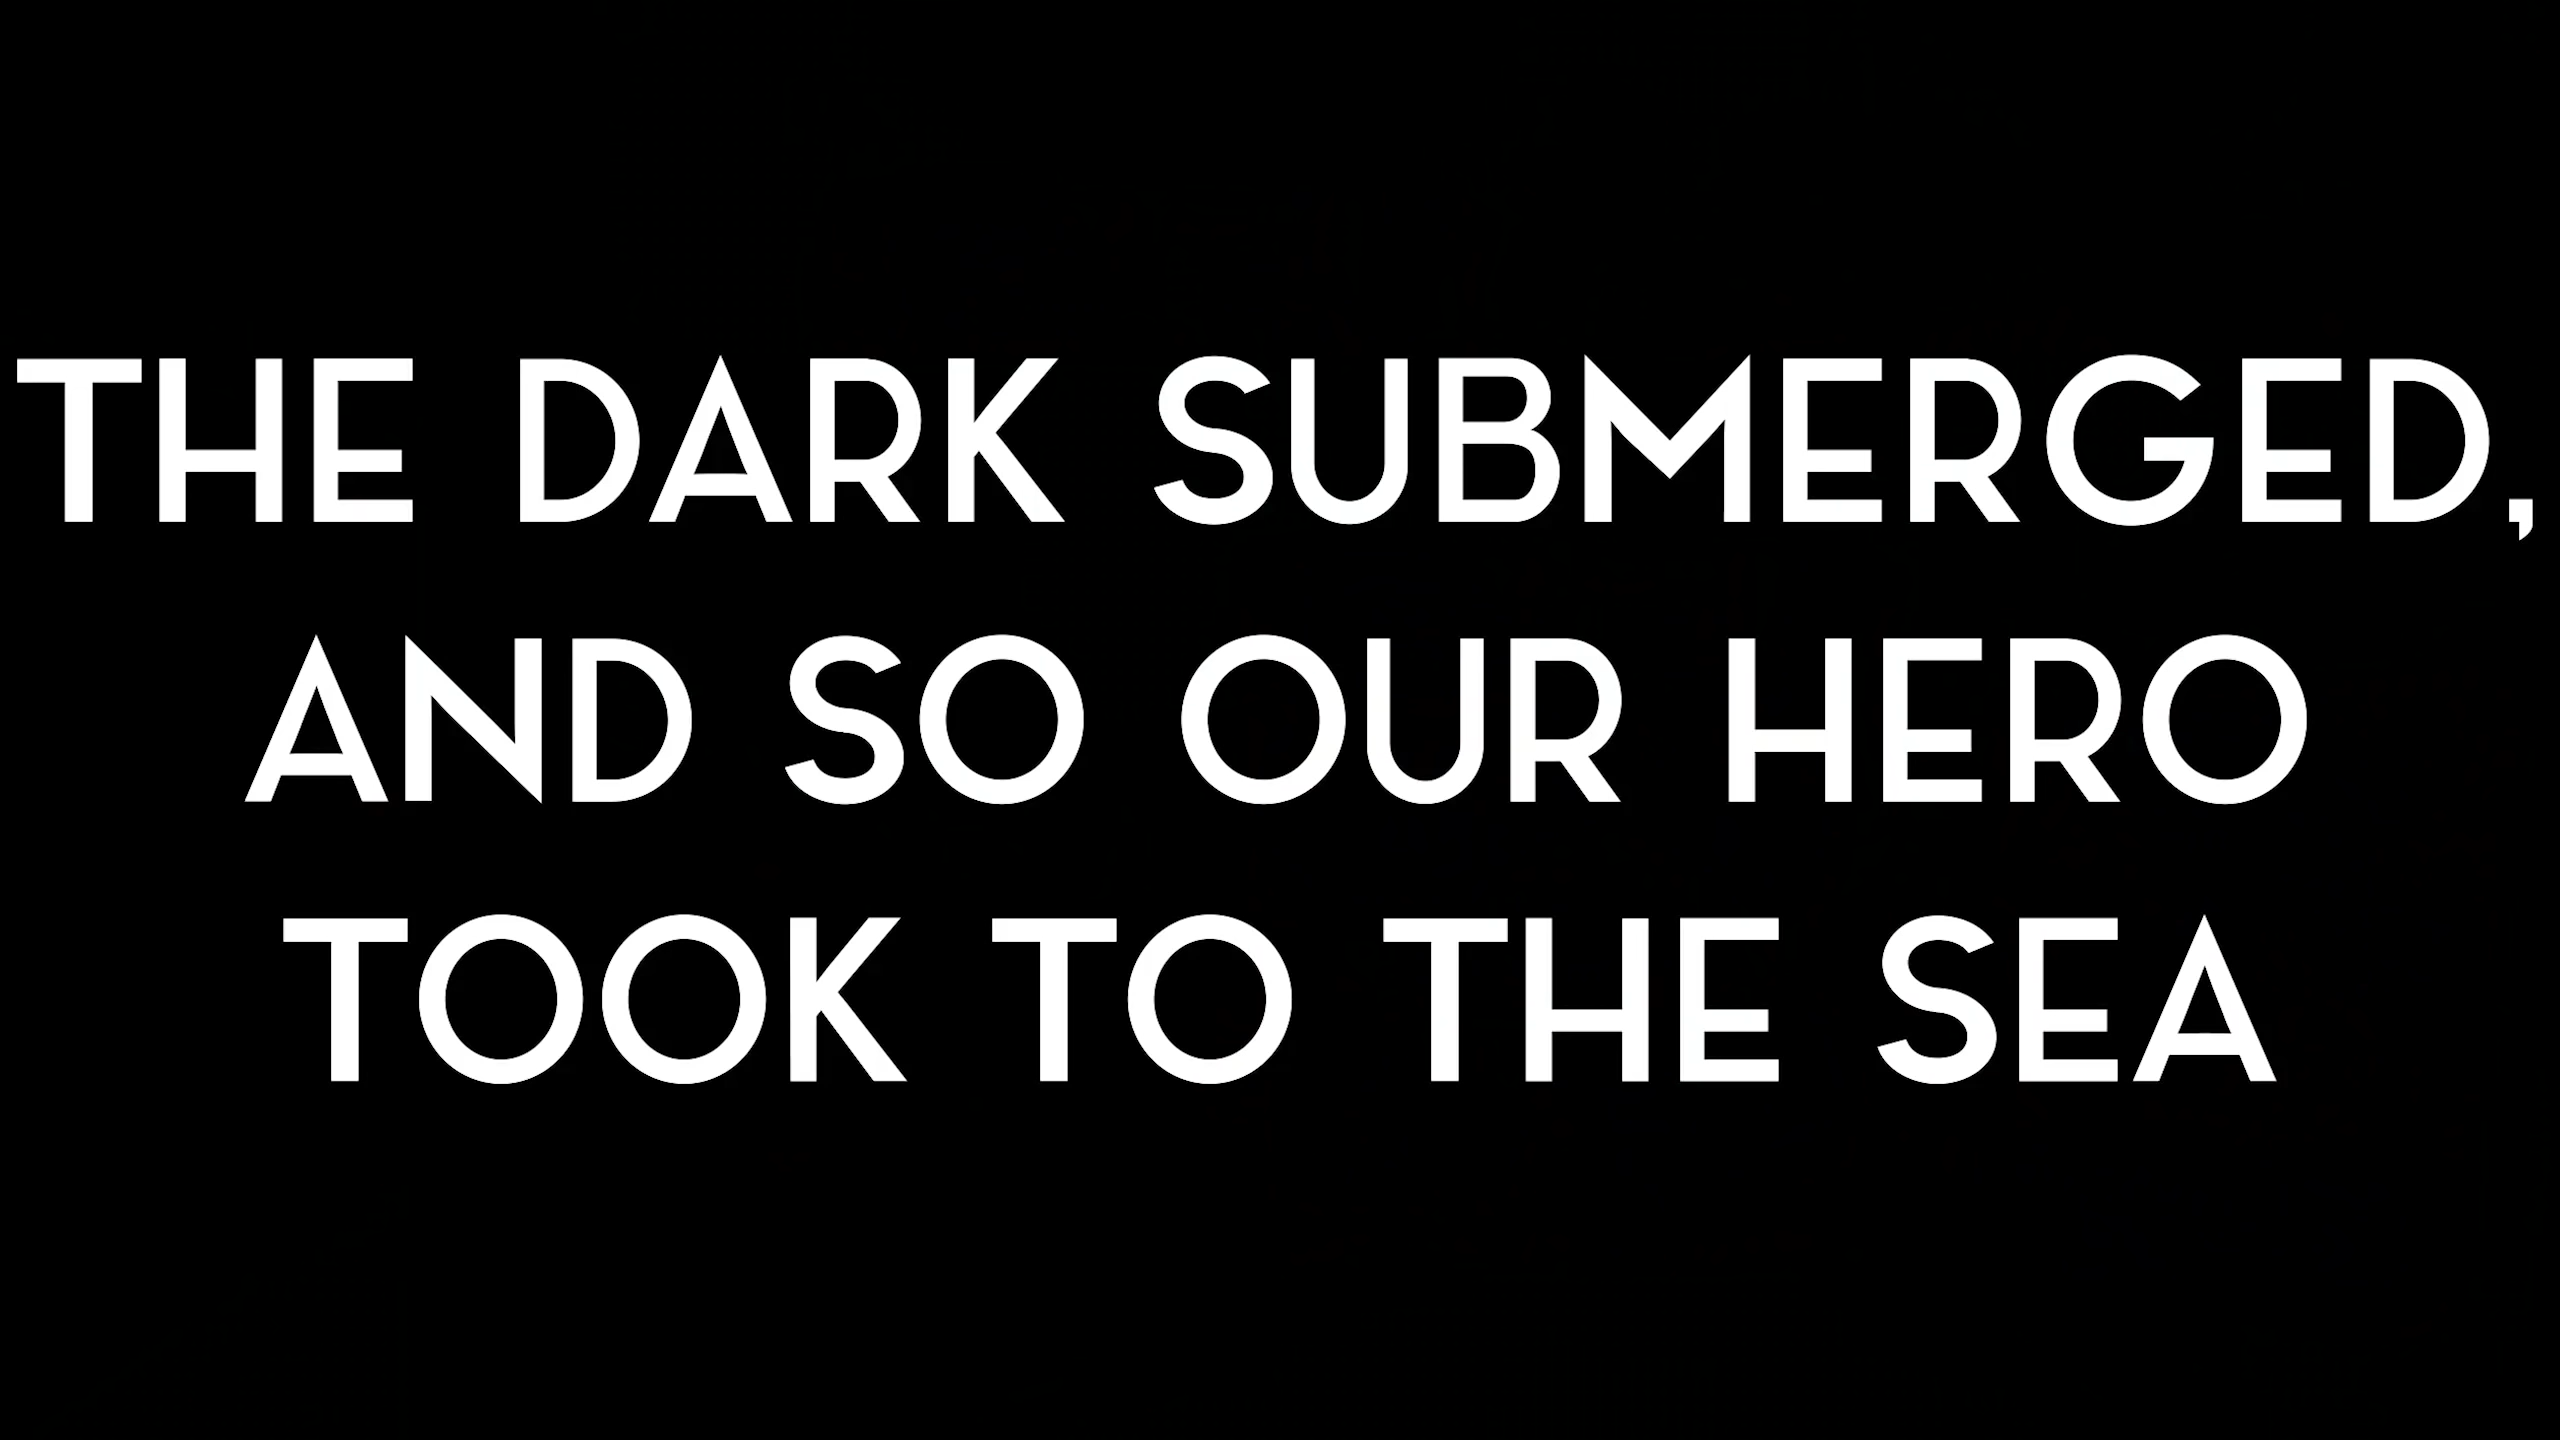 THE DARK SUBMERGED,
AND SO OUR HERO
TOOK TO THE SEA